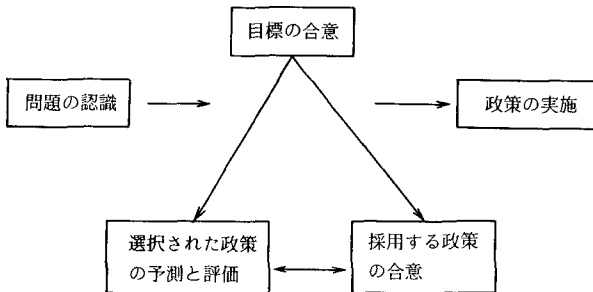 目標の合意
問題の認識
政策の実施
選択された政策
の予測と評価
採用する政策
の合意